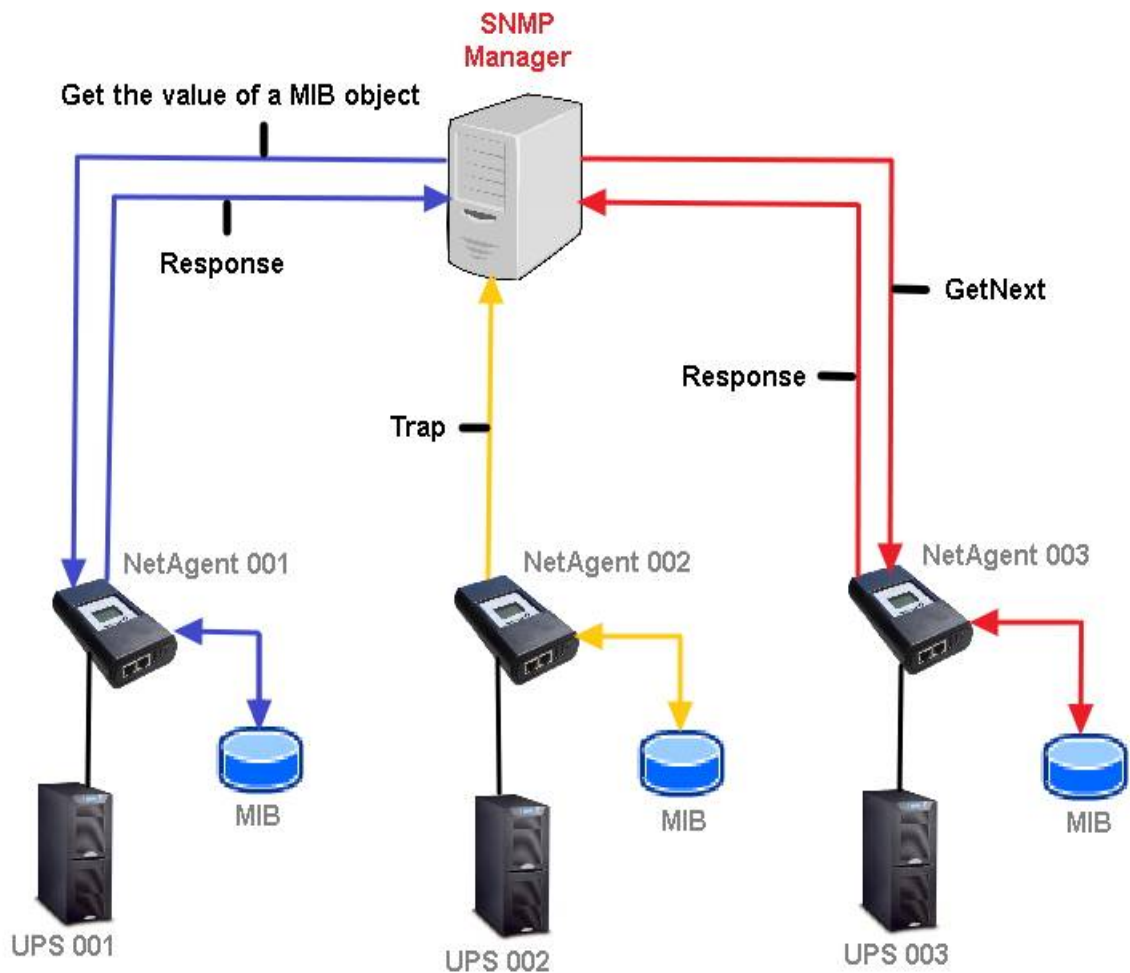 SNMP
Manager
Get the value of a MIB object
Response
GetNext
Response
Trap
NetAgent 001
NetAgent 002
NetAgent 003
MIB
MIB
MIB
UPS 001
UPS 002
UPS 003